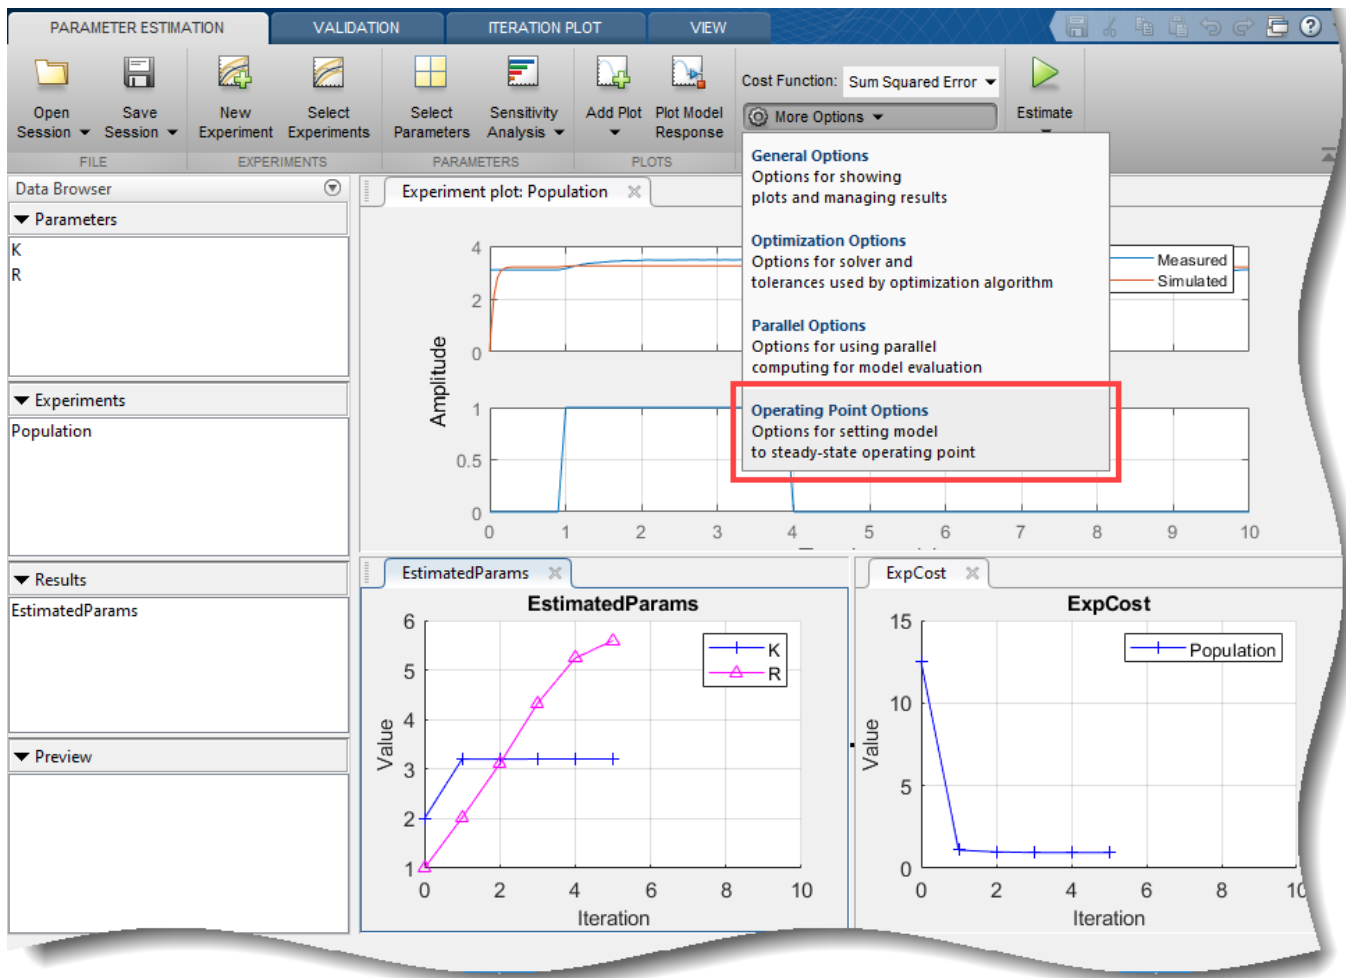 PARAMETER ESTIMATION
VALIDATION
ITERATION PLOT
VIEW
?
Open
Session
Save
Session
New
Experiment
Select
Experiments
Select
Parameters
Sensitivity
Analysis
Add Plot
Plot Model
Response
Cost Function:
Sum Squared Error
More Options
Estimate
FILE
EXPERIMENTS
PARAMETERS
PLOTS
General Options
Options for showing
plots and managing results
Optimization Options
Options for solver and
tolerances used by optimization algorithm
Parallel Options
Options for using parallel
computing for model evaluation
Operating Point Options
Options for setting model
to steady-state operating point
Data Browser
Parameters
K
R
Experiments
Population
Results
EstimatedParams
Preview
Experiment plot: Population
Measured
Simulated
4
2
0
Amplitude
1
0.5
0
0 1 2 3 4 5 6 7 8 9 10
EstimatedParams
EstimatedParams
K
R
6
5
4
3
2
1
Value
0 2 4 6 8 10
Iteration
ExpCost
ExpCost
Population
15
10
5
0
Value
0 2 4 6 8 10
Iteration